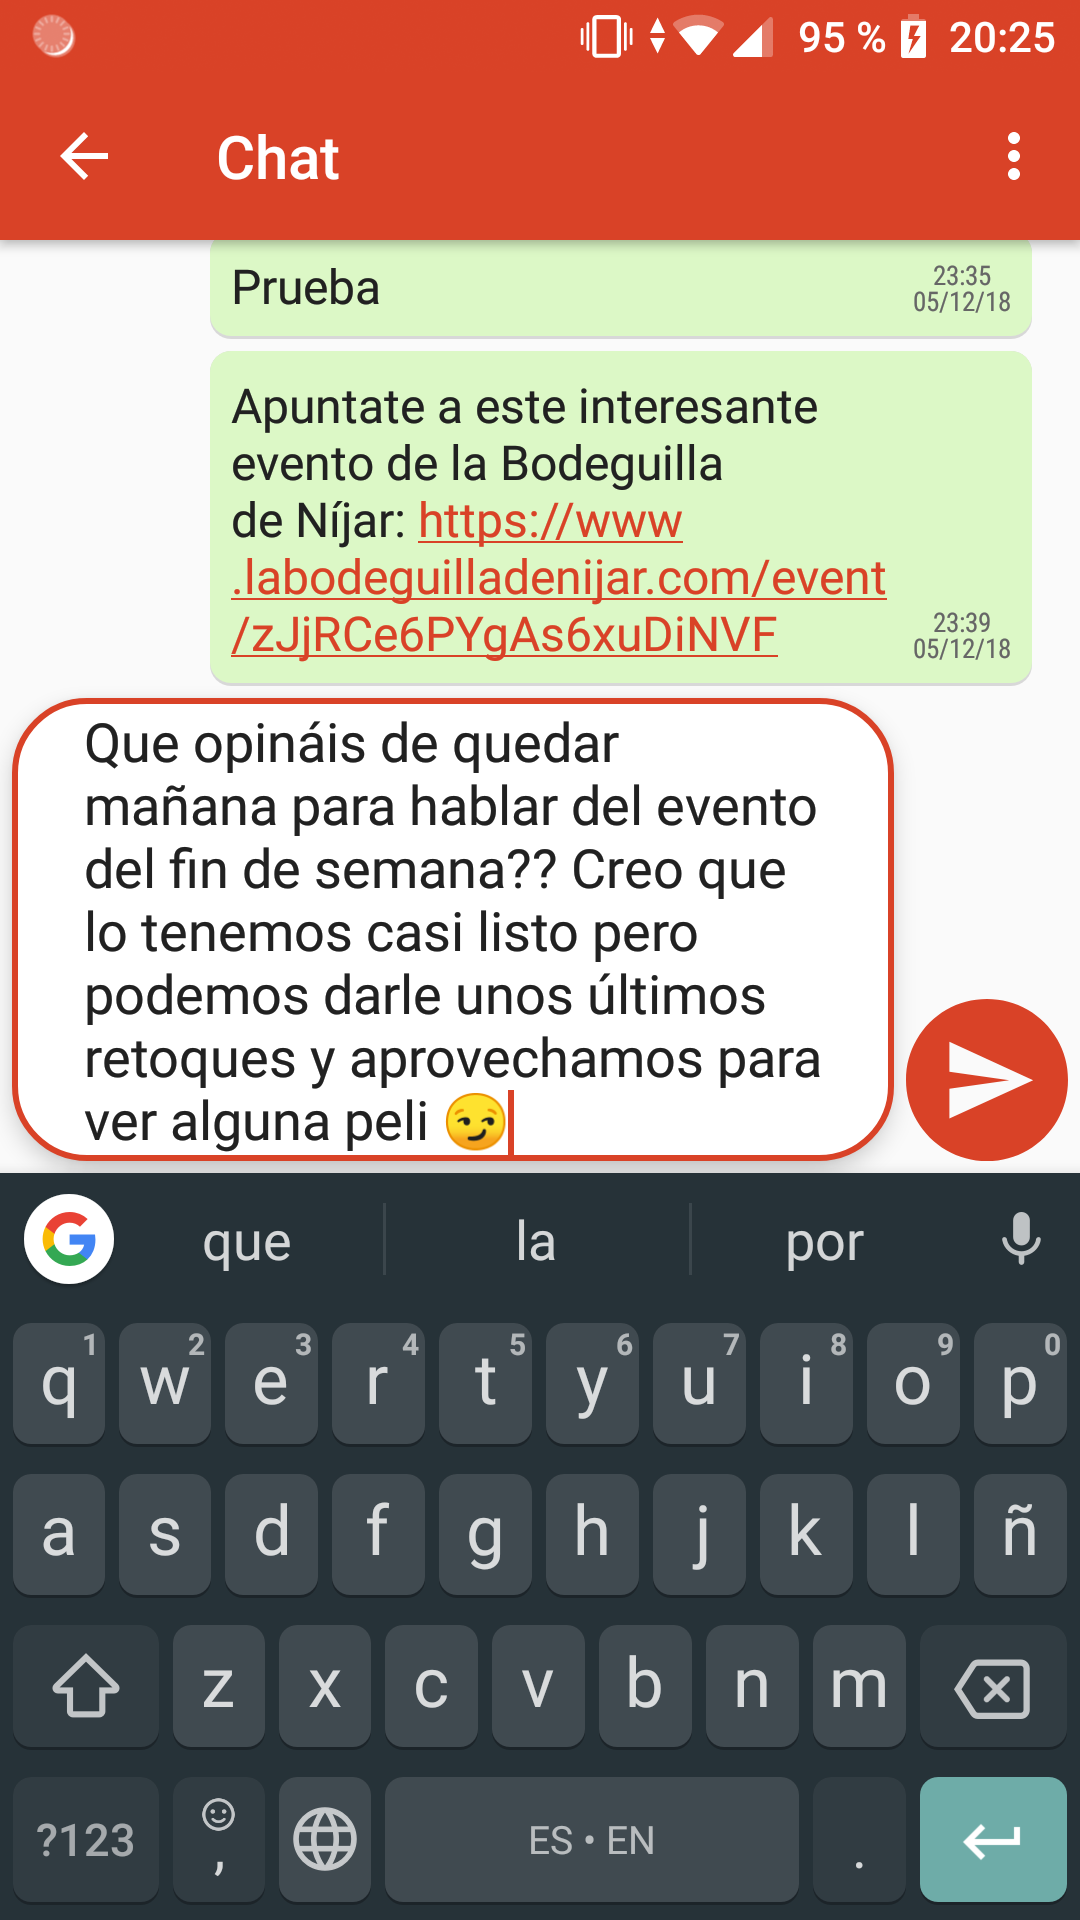 95 % 20:25
Chat
Prueba
23:35
05/12/18
Apuntate a este interesante
evento de la Bodeguilla
de Níjar: https://www
.labodeguilladenijar.com/event
/zJjRCe6PYgAs6xuDiNVF
23:39
05/12/18
Que opináis de quedar
mañana para hablar del evento
del fin de semana?? Creo que
lo tenemos casi listo pero
podemos darle unos últimos
retoques y aprovechamos para
ver alguna peli 😏
G que la por
q 1 w 2 e 3 r 4 t 5 y 6 u 7 i 8 o 9 p 0
a s d f g h j k l ñ
z x c v b n m
?123 , ES • EN .